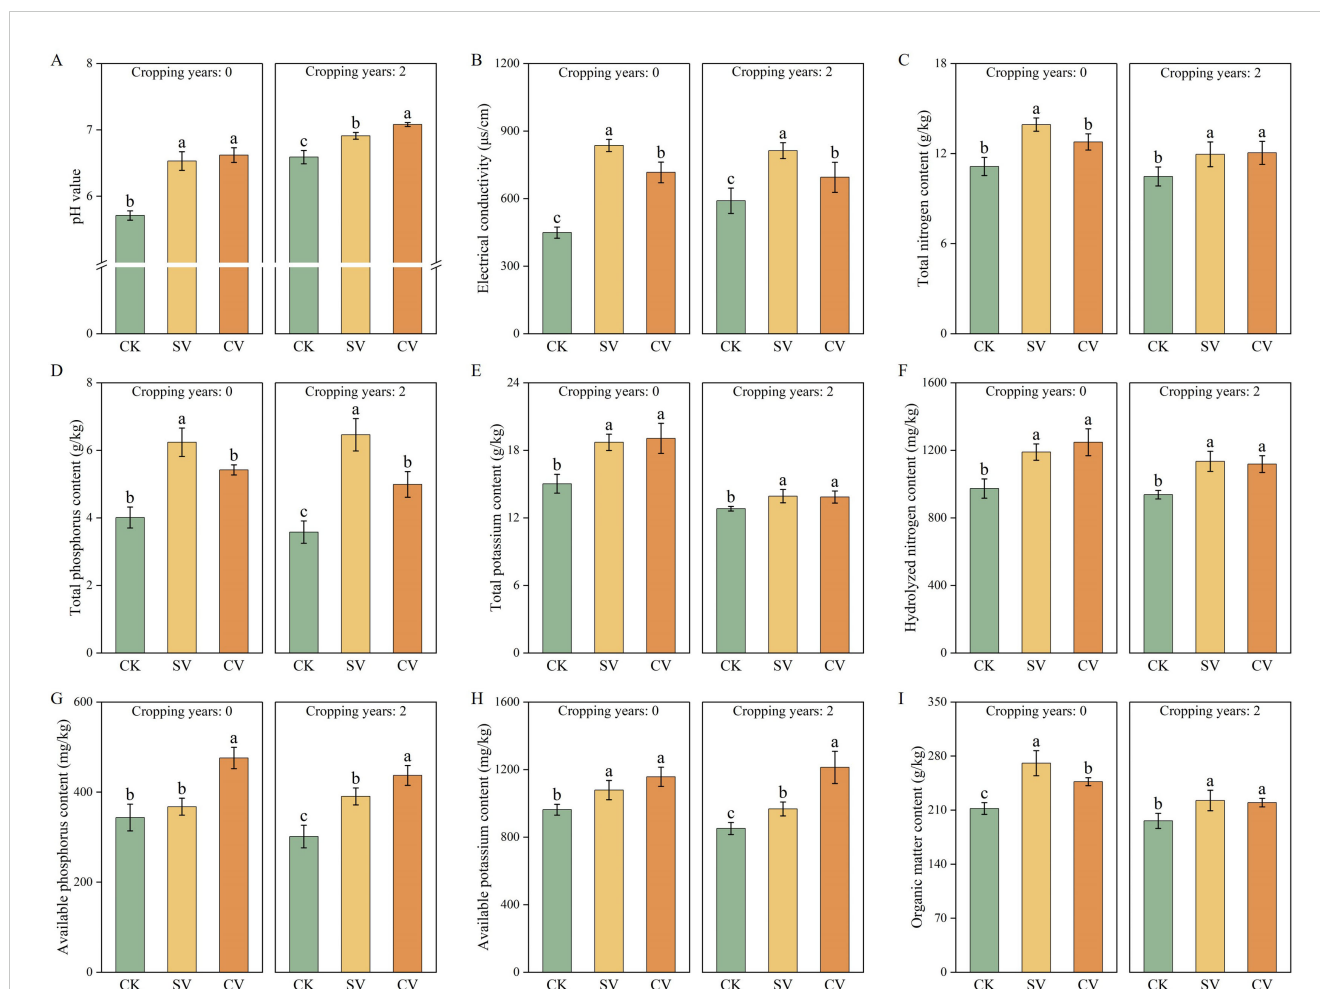 A
pH value
8
7
6
0
Cropping years: 0
b
a
a
CK SV CV
Cropping years: 2
c
b
a
CK SV CV
B
Electrical conductivity (μs/cm)
1200
900
600
300
0
Cropping years: 0
c
a
b
CK SV CV
Cropping years: 2
c
a
b
CK SV CV
C
Total nitrogen content (g/kg)
18
12
6
0
Cropping years: 0
b
a
b
CK SV CV
Cropping years: 2
b
a
a
CK SV CV
D
Total phosphorus content (g/kg)
8
6
4
2
0
Cropping years: 0
b
a
b
CK SV CV
Cropping years: 2
c
a
b
CK SV CV
E
Total potassium content (g/kg)
24
18
12
6
0
Cropping years: 0
b
a
a
CK SV CV
Cropping years: 2
b
a
a
CK SV CV
F
Hydrolyzed nitrogen content (mg/kg)
1600
1200
800
400
0
Cropping years: 0
b
a
a
CK SV CV
Cropping years: 2
b
a
a
CK SV CV
G
Available phosphorus content (mg/kg)
600
400
200
0
Cropping years: 0
b
b
a
CK SV CV
Cropping years: 2
c
b
a
CK SV CV
H
Available potassium content (mg/kg)
1600
1200
800
400
0
Cropping years: 0
b
a
a
CK SV CV
Cropping years: 2
c
b
a
CK SV CV
I
Organic matter content (g/kg)
350
280
210
140
70
0
Cropping years: 0
c
a
b
CK SV CV
Cropping years: 2
b
a
a
CK SV CV